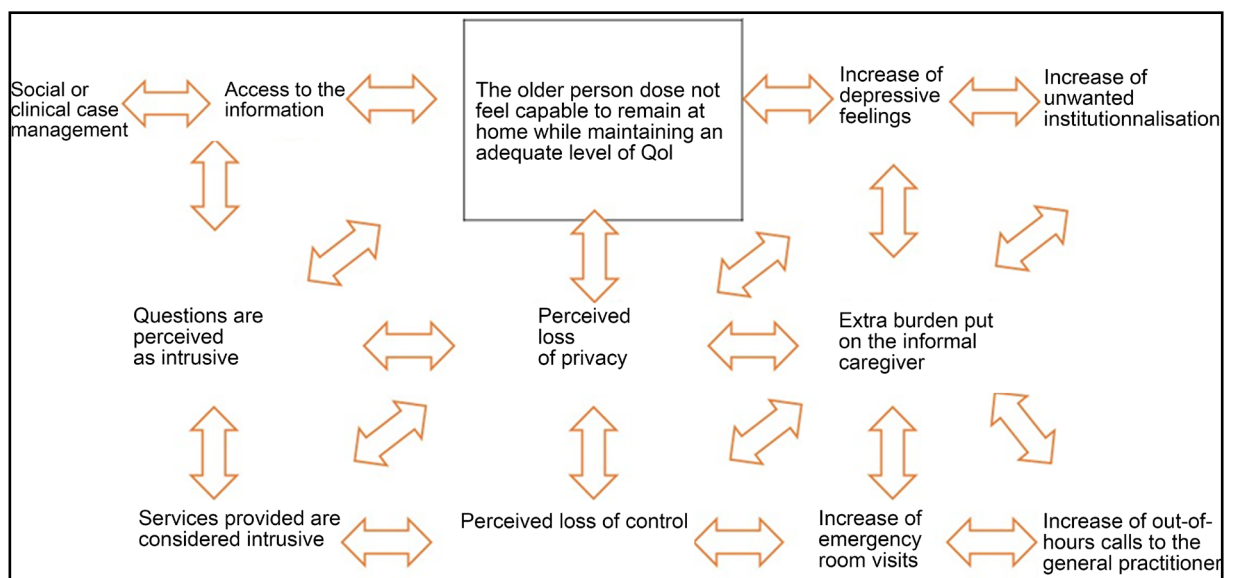 Social or
clinical case
management
Access to the
information
The older person dose not
feel capable to remain at
home while maintaining an
adequate level of Qol
Increase of
depressive
feelings
Increase of
unwanted
institutionnalisation
Questions are
perceived
as intrusive
Perceived
loss
of privacy
Extra burden put
on the informal
caregiver
Services provided are
considered intrusive
Perceived loss of control
Increase of
emergency
room visits
Increase of out-of-
hours calls to the
general practitioner